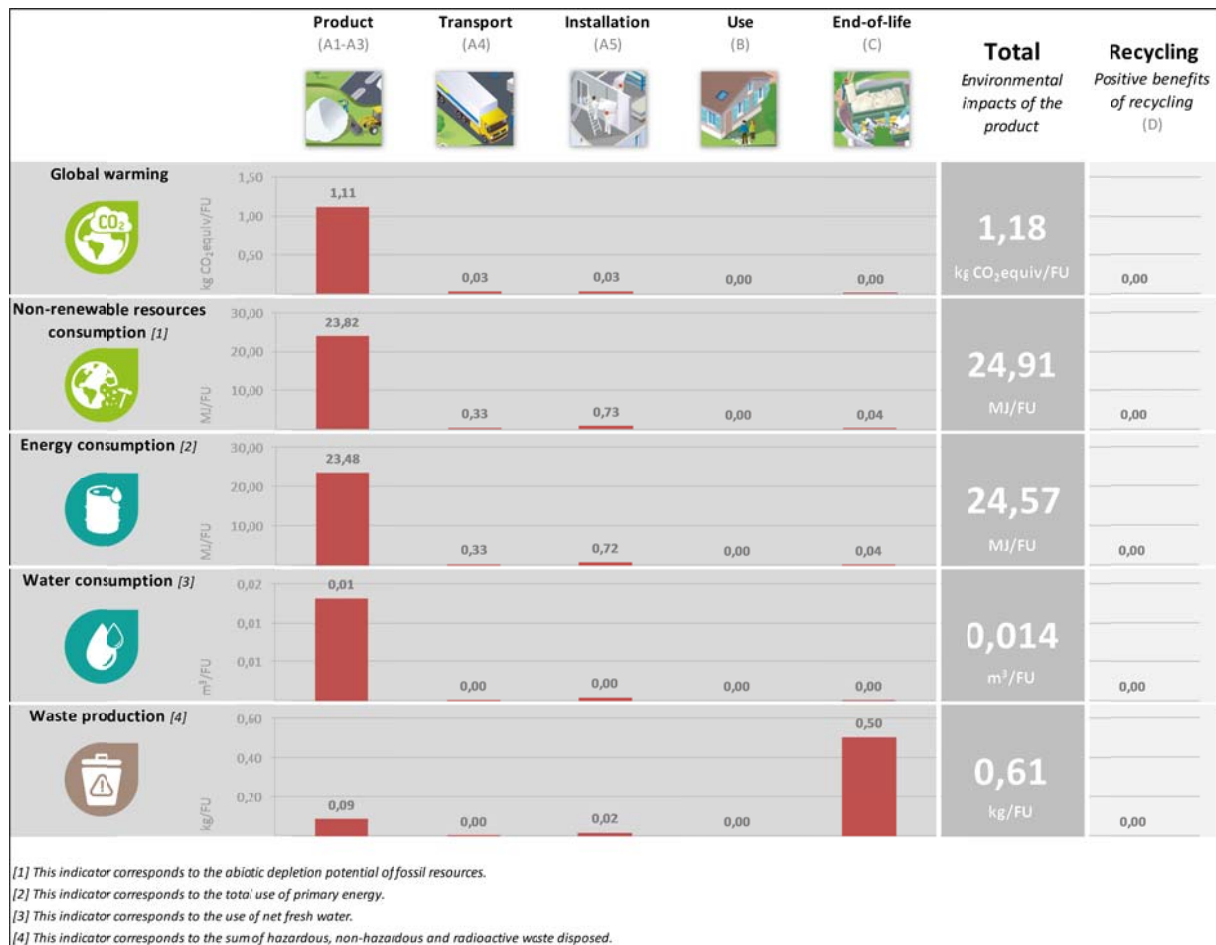 Product
(A1-A3)
Transport
(A4)
Installation
(A5)
Use
(B)
End-of-life
(C)
Total
Environmental
impacts of the
product
Recycling
Positive benefits
of recycling
(D)
Global warming
CO2
kg CO2equiv/FU
1,50
1,00
0,50
1,11
0,03
0,03
0,00
0,00
1,18
kg CO2equiv/FU
0,00
Non-renewable resources
consumption [1]
MJ/FU
30,00
20,00
10,00
23,82
0,33
0,73
0,00
0,04
24,91
MJ/FU
0,00
Energy consumption [2]
MJ/FU
30,00
20,00
10,00
23,48
0,33
0,72
0,00
0,04
24,57
MJ/FU
0,00
Water consumption [3]
m³/FU
0,02
0,01
0,01
0,01
0,00
0,00
0,00
0,00
0,014
m³/FU
0,00
Waste production [4]
kg/FU
0,60
0,40
0,20
0,09
0,00
0,02
0,00
0,50
0,61
kg/FU
0,00
[1] This indicator corresponds to the abiotic depletion potential of fossil resources.
[2] This indicator corresponds to the total use of primary energy.
[3] This indicator corresponds to the use of net fresh water.
[4] This indicator corresponds to the sum of hazardous, non-hazardous and radioactive waste disposed.